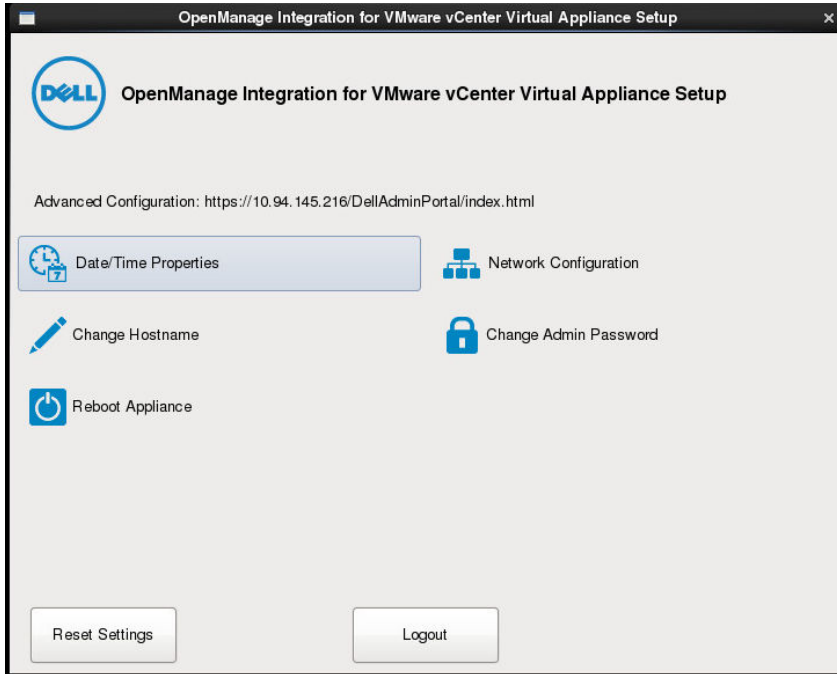 OpenManage Integration for VMware vCenter Virtual Appliance Setup
DELL
OpenManage Integration for VMware vCenter Virtual Appliance Setup
Advanced Configuration: https://10.94.145.216/DellAdminPortal/index.html
7
Date/Time Properties
Network Configuration
Change Hostname
Change Admin Password
Reboot Appliance
Reset Settings
Logout